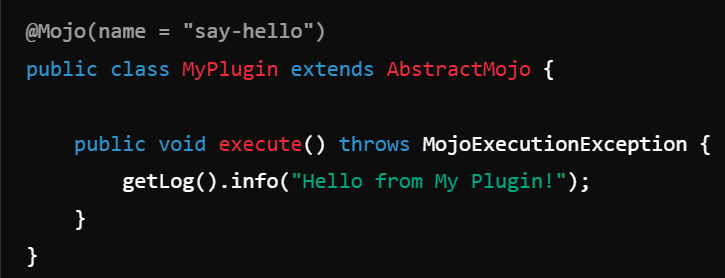 @Mojo(name = "say-hello")
public class MyPlugin extends AbstractMojo {
    public void execute() throws MojoExecutionException {
        getLog().info("Hello from My Plugin!");
    }
}